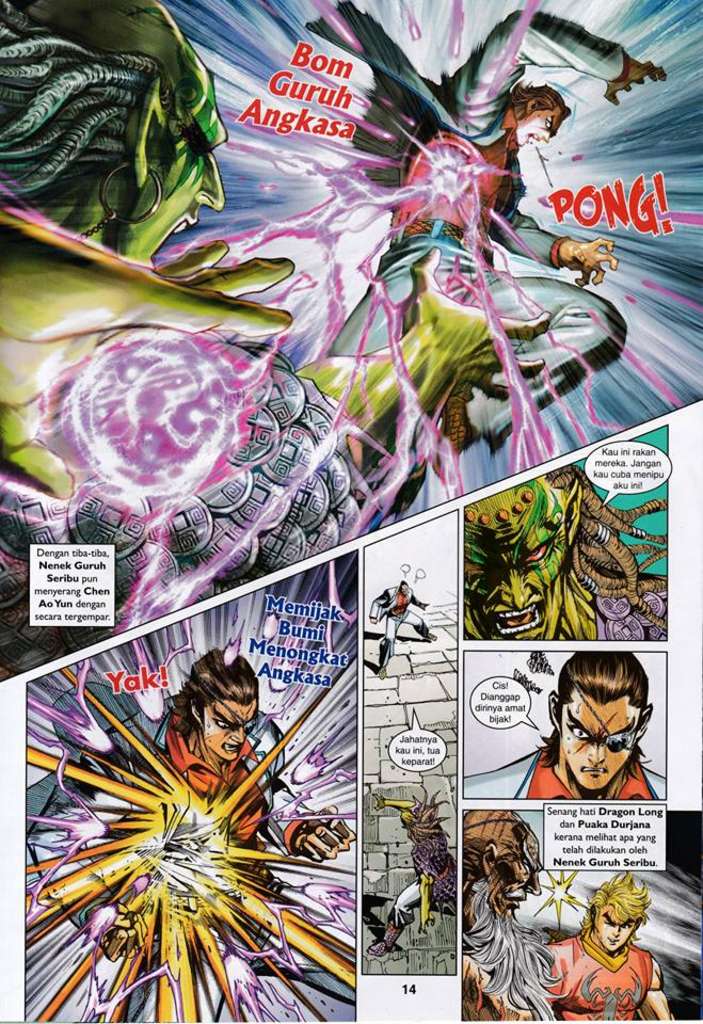 Bom
Guruh
Angkasa
PONG!
Dengan tiba-tiba,
Nenek Guruh
Seribu pun
menyerang Chen
Ao Yun dengan
secara tergempar.
Kau ini rakan
mereka. Jangan
kau cuba menipu
aku ini!
Memijak
Bumi
Menongkat
Angkasa
Yak!
Jahatnya
kau ini, tua
keparat!
Cis!
Dianggap
dirinya amat
bijak!
Senang hati Dragon Long
dan Puaka Durjana
kerana melihat apa yang
telah dilakukan oleh
Nenek Guruh Seribu.
14